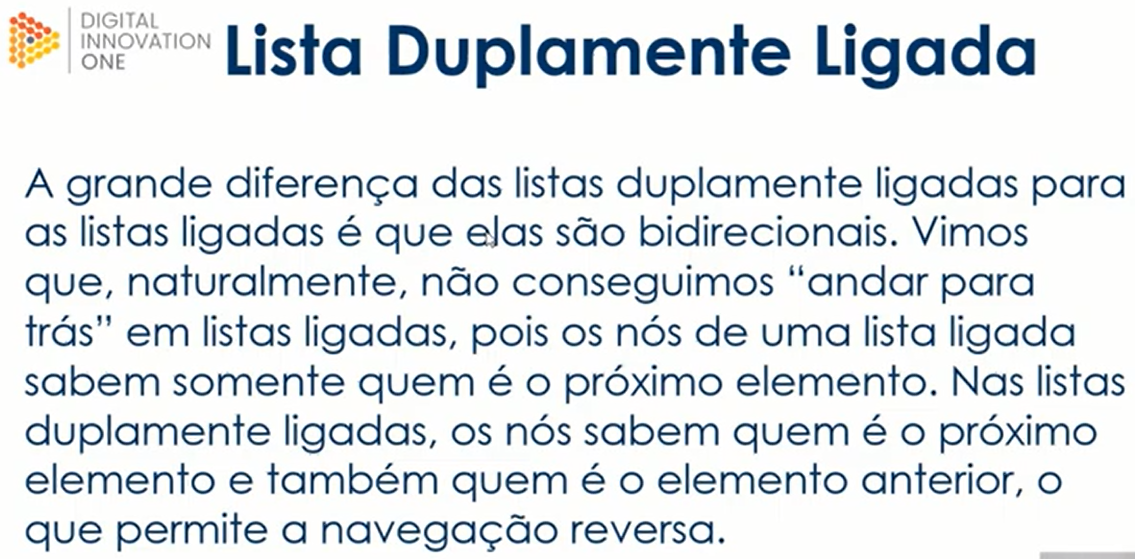 DIGITAL
INNOVATION
ONE
Lista Duplamente Ligada
A grande diferença das listas duplamente ligadas para
as listas ligadas é que elas são bidirecionais. Vimos
que, naturalmente, não conseguimos “andar para
trás” em listas ligadas, pois os nós de uma lista ligada
sabem somente quem é o próximo elemento. Nas listas
duplamente ligadas, os nós sabem quem é o próximo
elemento e também quem é o elemento anterior, o
que permite a navegação reversa.